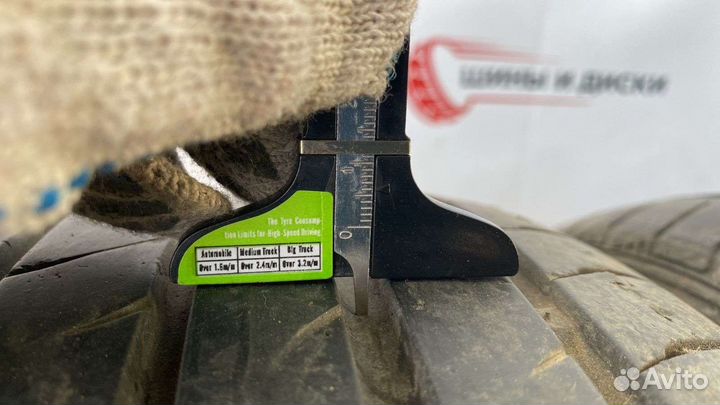 ШИНЫ И ДИСКИ
0
The Tyre Consump-
tion Limits for High-Speed Driving
Automobile Medium Truck Big Truck
Over 1.6m/m Over 2.4m/m Over 3.2m/m
Avito